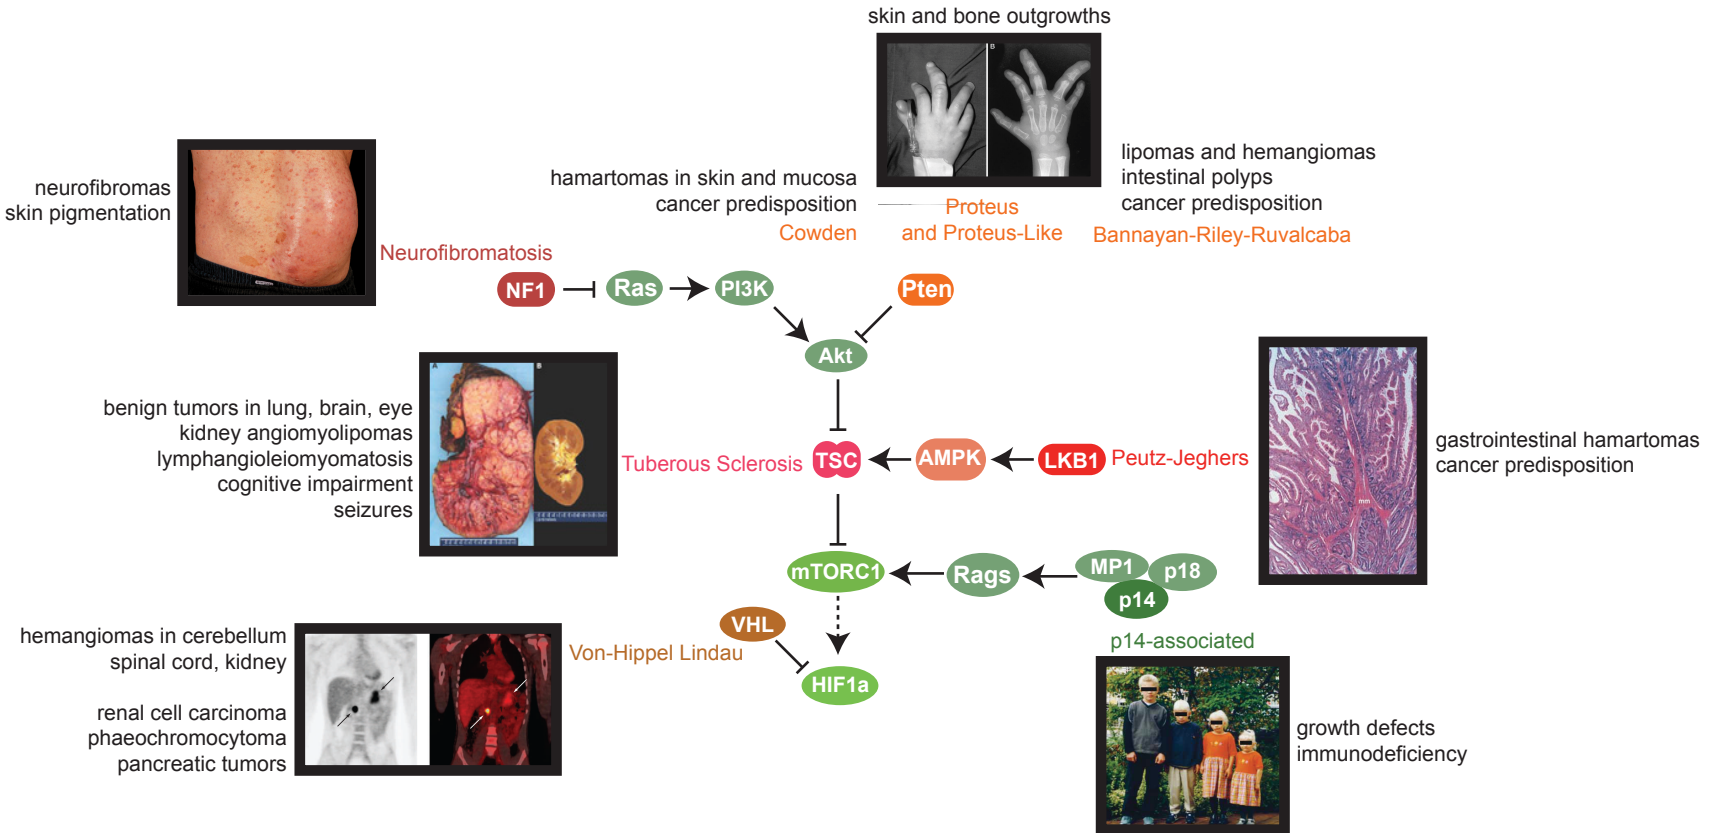 skin and bone outgrowths
B
neurofibromas
skin pigmentation
hamartomas in skin and mucosa
cancer predisposition
Cowden
Proteus
and Proteus-Like
lipomas and hemangiomas
intestinal polyps
cancer predisposition
Bannayan-Riley-Ruvalcaba
Neurofibromatosis
NF1
Ras
PI3K
Pten
Akt
A
B
benign tumors in lung, brain, eye
kidney angiomyolipomas
lymphangioleiomyomatosis
cognitive impairment
seizures
Tuberous Sclerosis
TSC
AMPK
LKB1
Peutz-Jeghers
mm
gastrointestinal hamartomas
cancer predisposition
mTORC1
Rags
MP1
p18
p14
p14-associated
VHL
Von-Hippel Lindau
HIF1a
hemangiomas in cerebellum
spinal cord, kidney
renal cell carcinoma
phaeochromocytoma
pancreatic tumors
growth defects
immunodeficiency